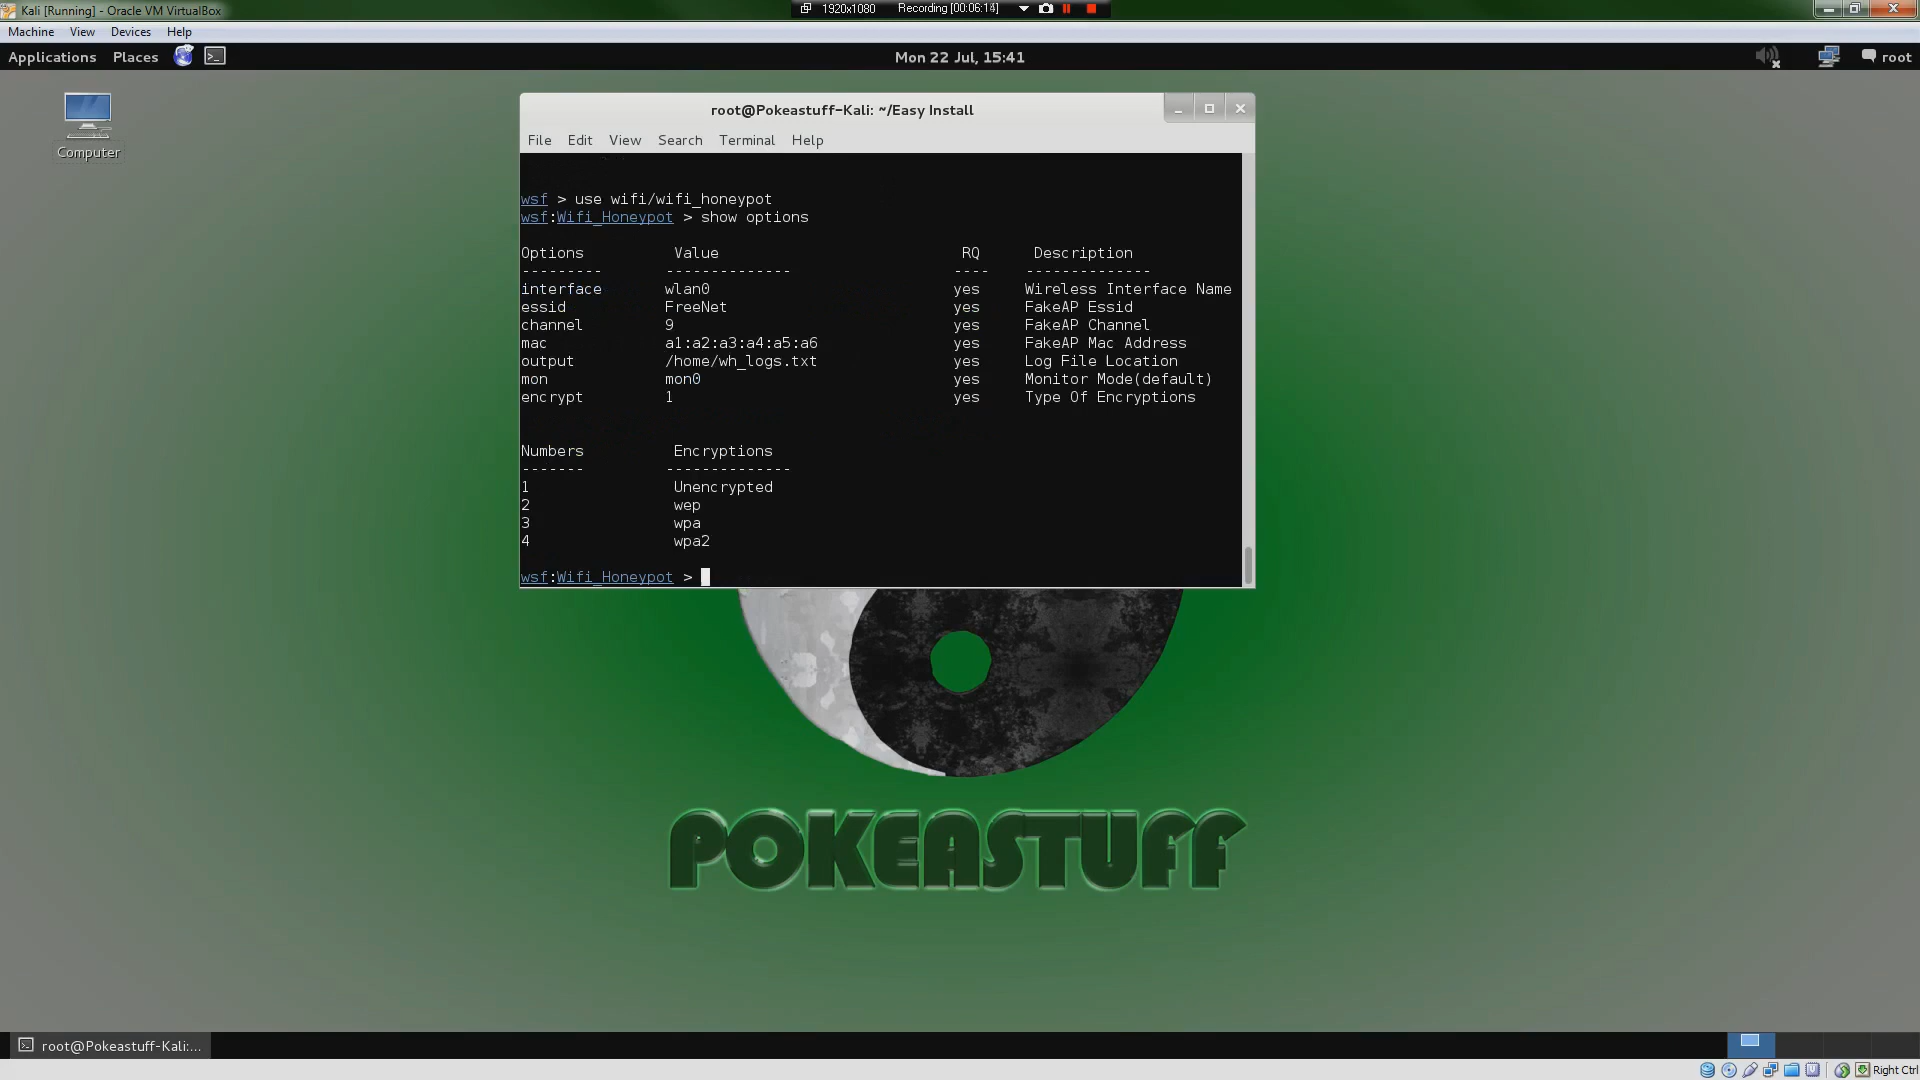 Kali [Running] - Oracle VM VirtualBox
1920x1080 Recording [00:06:14]
Machine View Devices Help
Applications Places Mon 22 Jul, 15:41 root
Computer
root@Pokeastuff-Kali: ~/Easy Install
File Edit View Search Terminal Help
wsf > use wifi/wifi_honeypot
wsf:Wifi_Honeypot > show options
Options Value RQ Description
--------- -------------- ---- --------------
interface wlan0 yes Wireless Interface Name
essid FreeNet yes FakeAP Essid
channel 9 yes FakeAP Channel
mac a1:a2:a3:a4:a5:a6 yes FakeAP Mac Address
output /home/wh_logs.txt yes Log File Location
mon mon0 yes Monitor Mode(default)
encrypt 1 yes Type Of Encryptions
Numbers Encryptions
------- --------------
1 Unencrypted
2 wep
3 wpa
4 wpa2
wsf:Wifi_Honeypot >
POKEASTUFF
root@Pokeastuff-Kali:...
Right Ctrl